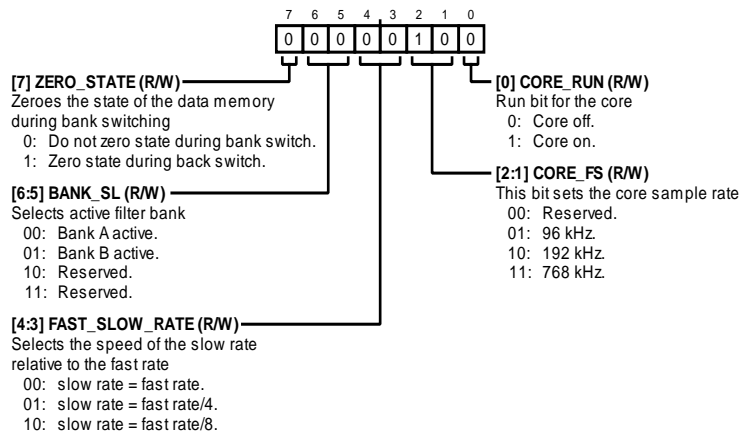 7 6 5 4 3 2 1 0
0 0 0 0 0 1 0 0
[7] ZERO_STATE (R/W)
Zeroes the state of the data memory
during bank switching
0: Do not zero state during bank switch.
1: Zero state during back switch.
[6:5] BANK_SL (R/W)
Selects active filter bank
00: Bank A active.
01: Bank B active.
10: Reserved.
11: Reserved.
[4:3] FAST_SLOW_RATE (R/W)
Selects the speed of the slow rate
relative to the fast rate
00: slow rate = fast rate.
01: slow rate = fast rate/4.
10: slow rate = fast rate/8.
[0] CORE_RUN (R/W)
Run bit for the core
0: Core off.
1: Core on.
[2:1] CORE_FS (R/W)
This bit sets the core sample rate
00: Reserved.
01: 96 kHz.
10: 192 kHz.
11: 768 kHz.